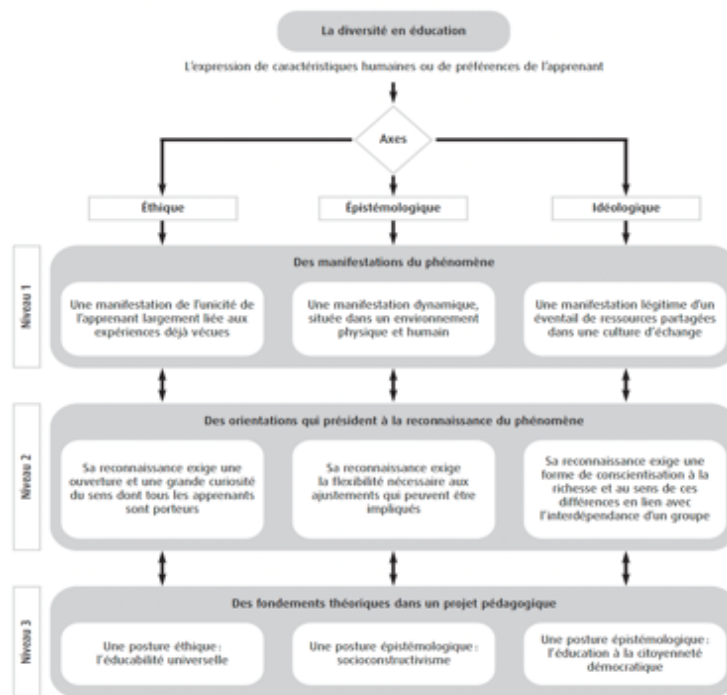 La diversité en éducation
L'expression de caractéristiques humaines ou de préférences de l'apprenant
Axes
Éthique
Épistémologique
Idéologique
Niveau 1
Des manifestations du phénomène
Une manifestation de l'unicité de
l'apprenant largement liée aux
expériences déjà vécues
Une manifestation dynamique,
située dans un environnement
physique et humain
Une manifestation légitime d'un
éventail de ressources partagées
dans une culture d'échange
Niveau 2
Des orientations qui président à la reconnaissance du phénomène
Sa reconnaissance exige une
ouverture et une grande curiosité
du sens dont tous les apprenants
sont porteurs
Sa reconnaissance exige
la flexibilité nécessaire aux
ajustements qui peuvent être
impliqués
Sa reconnaissance exige une
forme de conscientisation à la
richesse et au sens de ces
différences en lien avec
l'interdépendance d'un groupe
Niveau 3
Des fondements théoriques dans un projet pédagogique
Une posture éthique :
l'éducabilité universelle
Une posture épistémologique :
socioconstructivisme
Une posture épistémologique :
l'éducation à la citoyenneté
démocratique